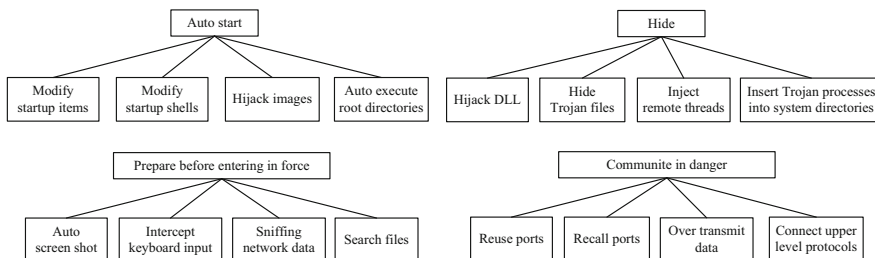 Auto start
Modify
startup items
Modify
startup shells
Hijack images
Auto execute
root directories
Hide
Hijack DLL
Hide
Trojan files
Inject
remote threads
Insert Trojan processes
into system directories
Prepare before entering in force
Auto
screen shot
Intercept
keyboard input
Sniffing
network data
Search files
Communite in danger
Reuse ports
Recall ports
Over transmit
data
Connect upper
level protocols